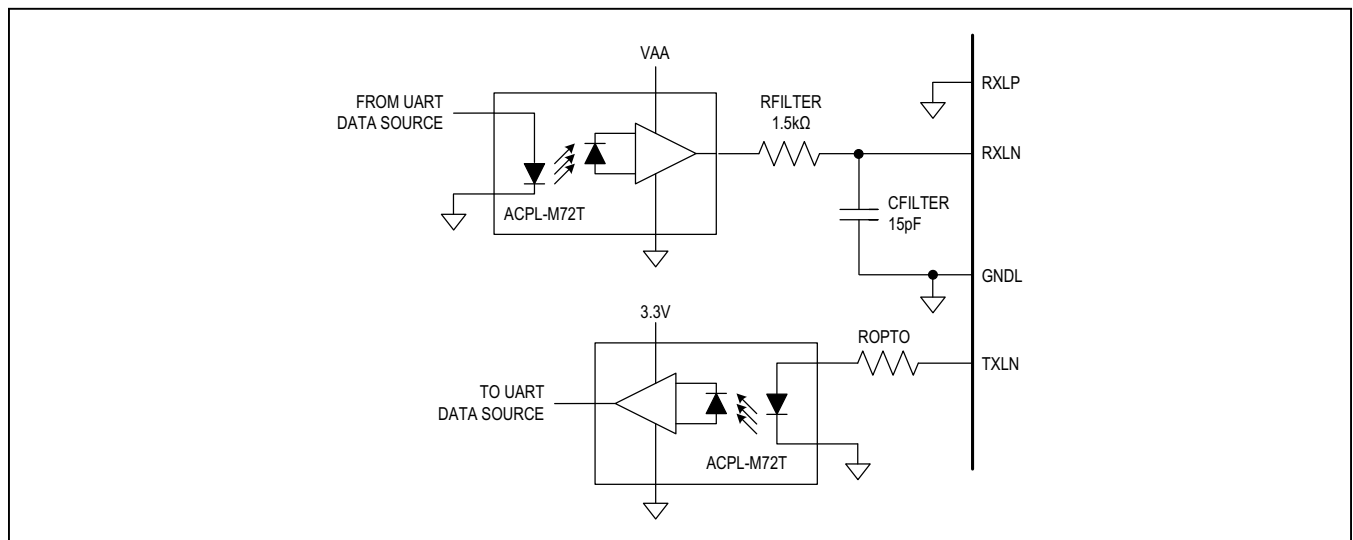 VAA
FROM UART
DATA SOURCE
ACPL-M72T
RFILTER
1.5kΩ
CFILTER
15pF
RXLP
RXLN
GNDL
3.3V
TO UART
DATA SOURCE
ACPL-M72T
ROPTO
TXLN